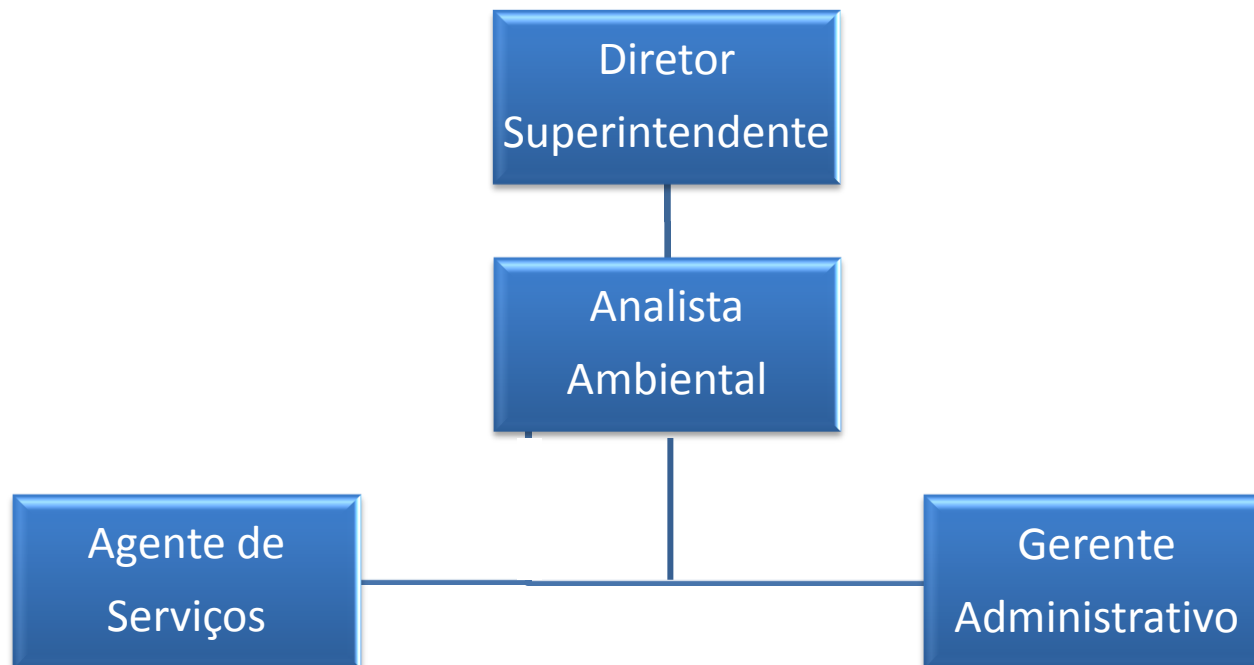 Diretor
Superintendente
Analista
Ambiental
Agente de
Serviços
Gerente
Administrativo